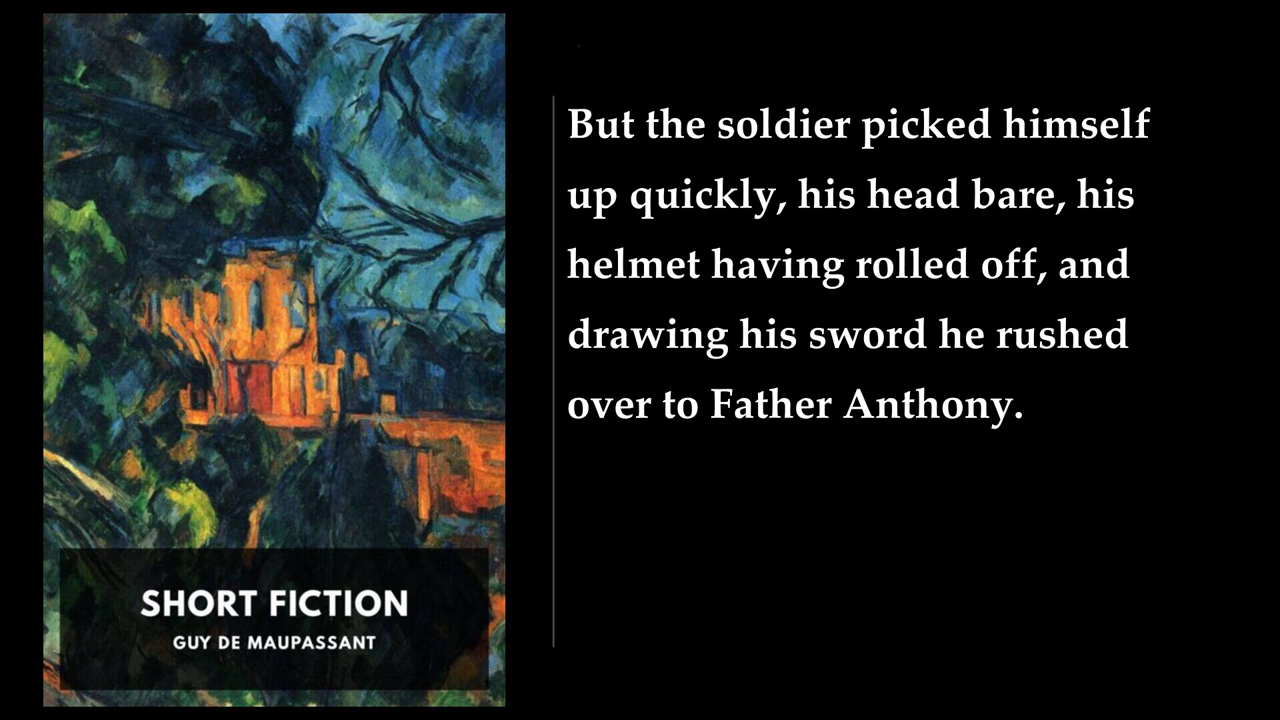 But the soldier picked himself
up quickly, his head bare, his
helmet having rolled off, and
drawing his sword he rushed
over to Father Anthony.
SHORT FICTION
GUY DE MAUPASSANT